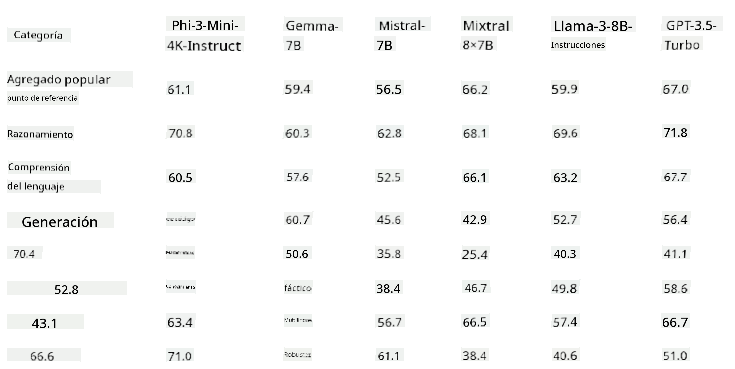 Categoría Phi-3-Mini- Gemma- Mistral- Mixtral Llama-3-8B- GPT-3.5-
4K-Instruct 7B 7B 8×7B Instrucciones Turbo
Agregado popular
punto de referencia 61.1 59.4 56.5 66.2 59.9 67.0
Razonamiento 70.8 60.3 62.8 68.1 69.6 71.8
Comprensión
del lenguaje 60.5 57.6 52.5 66.1 63.2 67.7
Generación 60.7 45.6 42.9 52.7 56.4
70.4 50.6 35.8 25.4 40.3 41.1
52.8 fáctico 38.4 46.7 49.8 58.6
43.1 63.4 56.7 66.5 57.4 66.7
66.6 71.0 Robustez 61.1 38.4 40.6 51.0